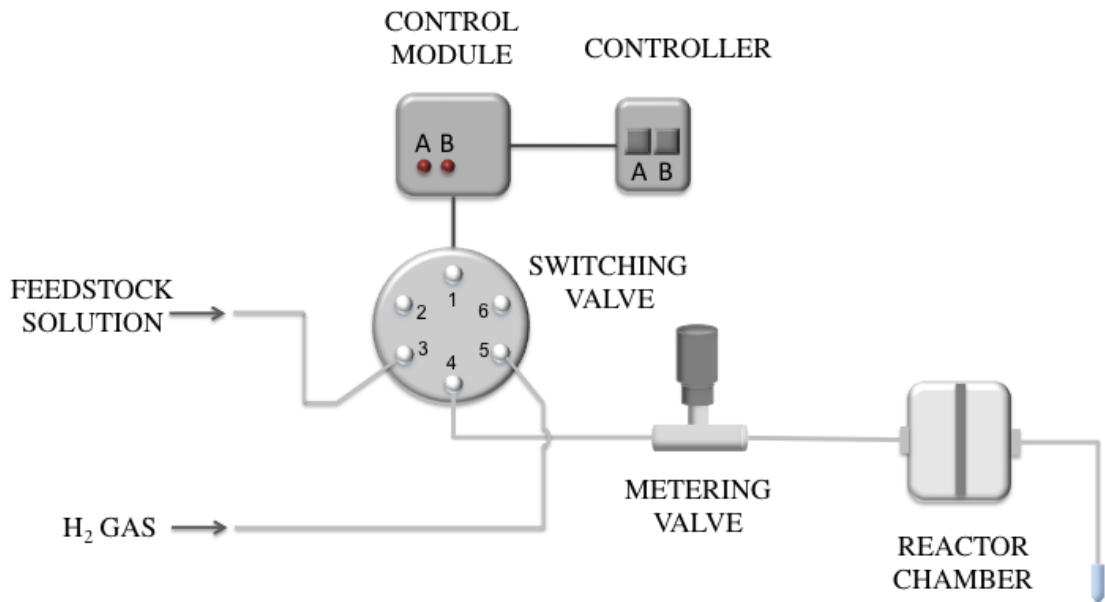 CONTROL
MODULE
CONTROLLER
A B
A B
SWITCHING
VALVE
FEEDSTOCK
SOLUTION
1
2
6
3
4
5
METERING
VALVE
H₂ GAS
REACTOR
CHAMBER